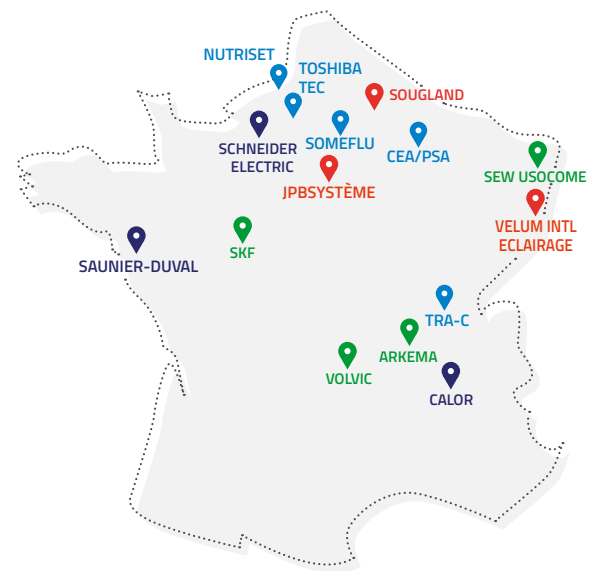 NUTRISET
TOSHIBA
TEC
SOUGLAND
SCHNEIDER
ELECTRIC
SOMEFLU
CEA/PSA
JPBSYSTÈME
SEW USOCOME
VELUM INTL
ECLAIRAGE
SKF
SAUNIER-DUVAL
TRA-C
ARKEMA
VOLVIC
CALOR